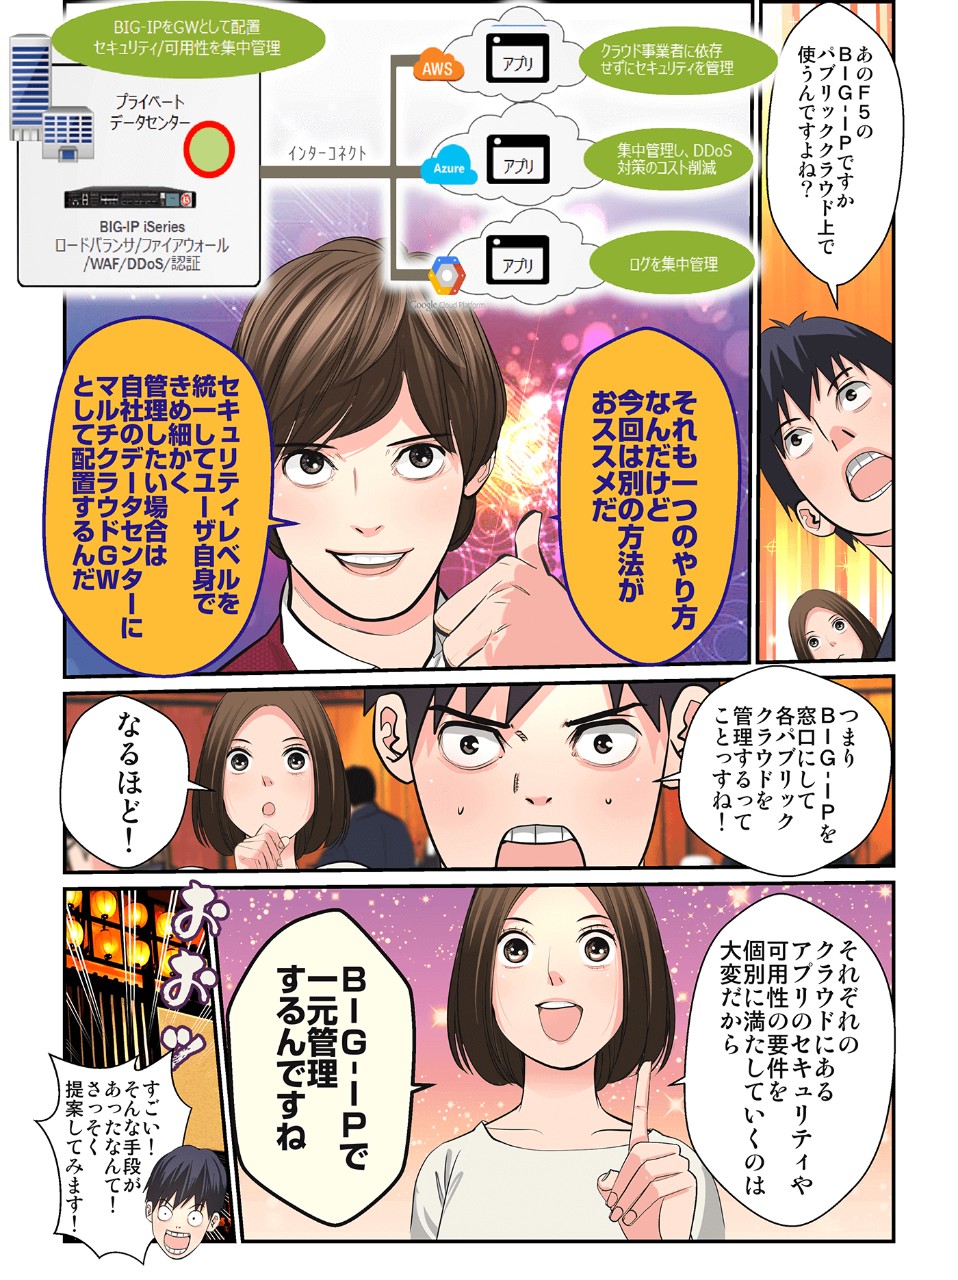 あのF5の
BIG-IPですか
パブリッククラウド上で
使うんですよね？
BIG-IPをGWとして配置
セキュリティ/可用性を集中管理
プライベート
データセンター
BIG-IP iSeries
ロードバランサ/ファイアウォール
/WAF/DDoS/認証
インターコネクト
AWS
アプリ
クラウド事業者に依存
せずにセキュリティを管理
Azure
アプリ
集中管理し、DDoS
対策のコスト削減
Google Cloud Platform
アプリ
ログを集中管理
それも一つのやり方
なんだけど
今回は別の方法が
おススメだ
セキュリティレベルを
統一してユーザ自身で
きめ細かく
管理したい場合は
自社のデータセンターに
マルチクラウドGW
として配置するんだ
つまり
BIG-IPを
窓口にして
各パブリック
クラウドを
管理するって
ことっすね！
なるほど！
それぞれの
クラウドにある
アプリのセキュリティや
可用性の要件を
個別に満たしていくのは
大変だから
BIG-IPで
一元管理
するんですね
おおッ
すごい！
そんな手段が
あったなんて！
さっそく
提案してみます！